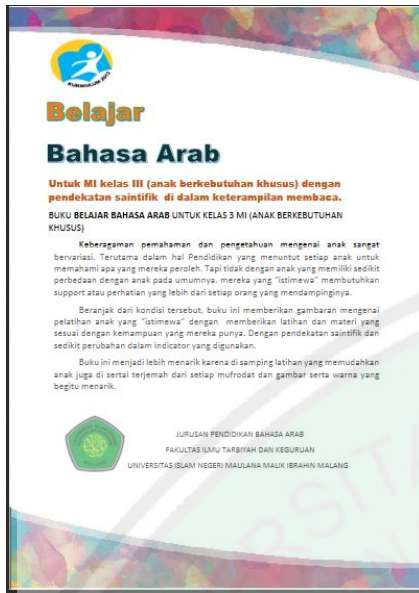 KURIKULUM 2013
Belajar
Bahasa Arab
Untuk MI kelas III (anak berkebutuhan khusus) dengan
pendekatan saintifik di dalam keterampilan membaca.
BUKU BELAJAR BAHASA ARAB UNTUK KELAS 3 MI (ANAK BERKEBUTUHAN
KHUSUS)
Keberagaman pemahaman dan pengetahuan mengenai anak sangat
bervariasi. Terutama dalam hal Pendidikan yang menuntut setiap anak untuk
memahami apa yang mereka peroleh. Tapi tidak dengan anak yang memiliki sedikit
perbedaan dengan anak pada umumnya. mereka yang “istimewa” membutuhkan
support atau perhatian yang lebih dari setiap orang yang mendampinginya.
Beranjak dari kondisi tersebut, buku ini memberikan gambaran mengenai
pelatihan anak yang “istimewa” dengan memberikan latihan dan materi yang
sesuai dengan kemampuan yang mereka punya. Dengan pendekatan saintifik dan
sedikit perubahan dalam indicator yang digunakan.
Buku ini menjadi lebih menarik karena di samping latihan yang memudahkan
anak juga di sertai terjemah dari setiap mufrodat dan gambar serta warna yang
begitu menarik.
JURUSAN PENDIDIKAN BAHASA ARAB
FAKULTAS ILMU TARBIYAH DAN KEGURUAN
UNIVERSITAS ISLAM NEGERI MAULANA MALIK IBRAHIN MALANG